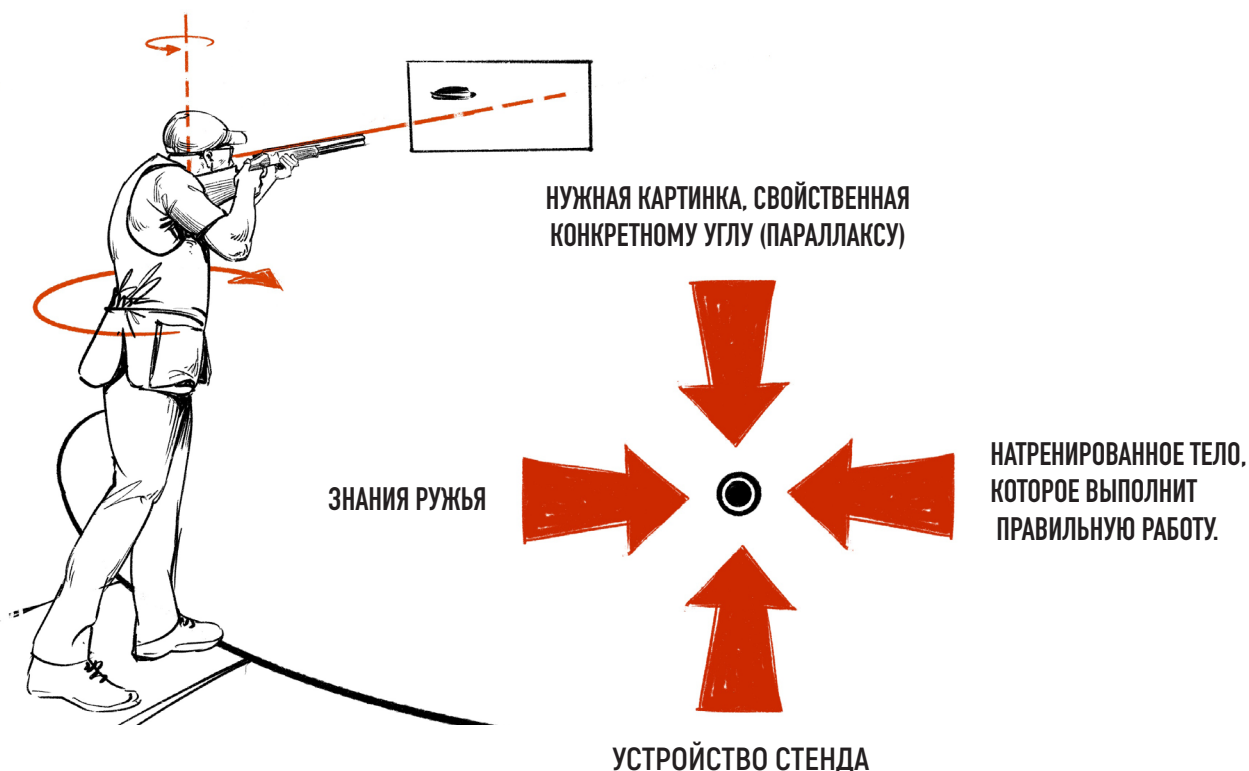 НУЖНАЯ КАРТИНКА, СВОЙСТВЕННАЯ
КОНКРЕТНОМУ УГЛУ (ПАРАЛЛАКСУ)
ЗНАНИЯ РУЖЬЯ
НАТРЕНИРОВАННОЕ ТЕЛО,
КОТОРОЕ ВЫПОЛНИТ
ПРАВИЛЬНУЮ РАБОТУ.
УСТРОЙСТВО СТЕНДА